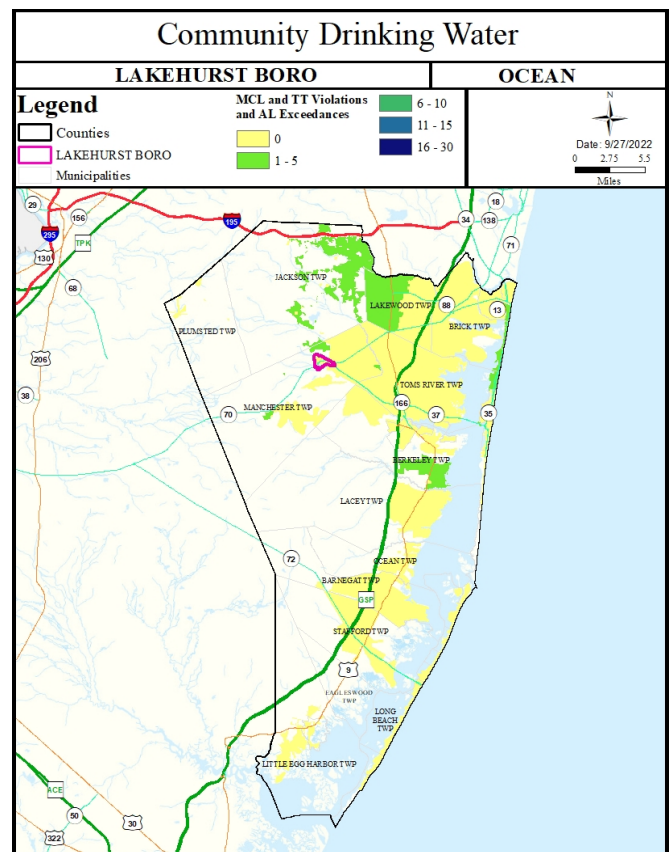 Community Drinking Water
LAKEHURST BORO
OCEAN
Legend
Counties
LAKEHURST BORO
Municipalities
MCL and TT Violations
and AL Exceedances
0
1 - 5
6 - 10
11 - 15
16 - 30
N
Date: 9/27/2022
0 2.75 5.5
Miles
29
156
195
34
18
138
295
TPK
71
130
JACKSON TWP
68
LAKEWOOD TWP
88
13
PLUMSTED TWP
BRICK TWP
206
TOMS RIVER TWP
38
MANCHESTER TWP
70
166
37
35
BERKELEY TWP
LACEY TWP
72
OCEAN TWP
BARNEGAT TWP
GSP
STAFFORD TWP
9
EAGLESWOOD
TWP
LONG
BEACH
TWP
LITTLE EGG HARBOR TWP
ACE
50
30
322